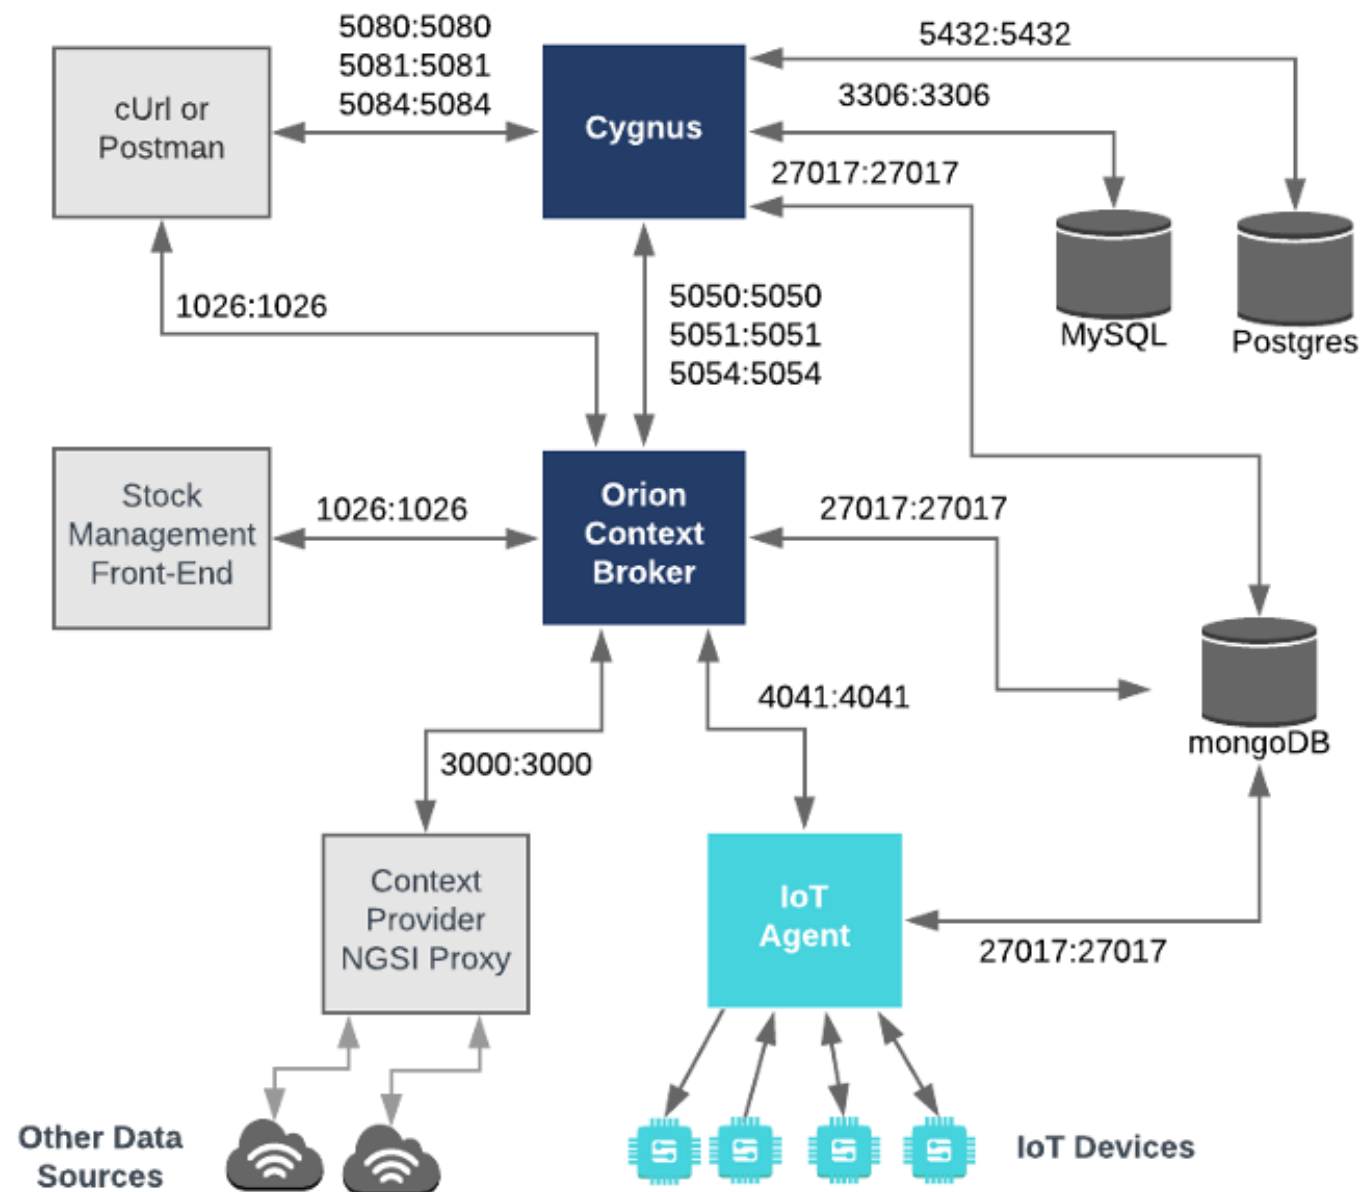 5080:5080
5081:5081
5084:5084
5432:5432
cUrl or
Postman
Cygnus
3306:3306
27017:27017
1026:1026
5050:5050
5051:5051
5054:5054
MySQL
Postgres
Stock
Management
Front-End
1026:1026
Orion
Context
Broker
27017:27017
4041:4041
mongoDB
3000:3000
Context
Provider
NGSI Proxy
IoT
Agent
27017:27017
Other Data
Sources
IoT Devices